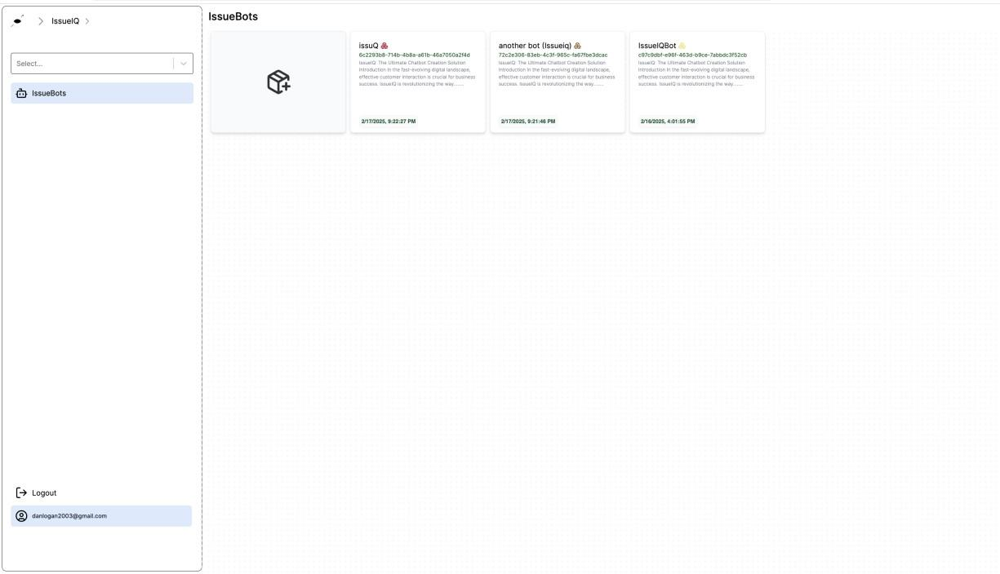 IssueIQ
Select...
IssueBots
Logout
danlogan2003@gmail.com
IssueBots
issuQ
6c2293b8-714b-4b8a-a61b-46a7050a2f4d
IssueIQ: The Ultimate Chatbot Creation Solution
Introduction In the fast-evolving digital landscape,
effective customer interaction is crucial for business
success. IssueIQ is revolutionizing the way.......
2/17/2025, 9:22:27 PM
another bot (Issueiq)
72c2e306-83eb-4c3f-965c-fa67fbe3dcac
IssueIQ: The Ultimate Chatbot Creation Solution
Introduction In the fast-evolving digital landscape,
effective customer interaction is crucial for business
success. IssueIQ is revolutionizing the way.......
2/17/2025, 9:21:46 PM
IssueIQBot
c97c9dbf-e96f-463d-b9ce-7abbdc3f52cb
IssueIQ: The Ultimate Chatbot Creation Solution
Introduction In the fast-evolving digital landscape,
effective customer interaction is crucial for business
success. IssueIQ is revolutionizing the way.......
2/16/2025, 4:01:55 PM